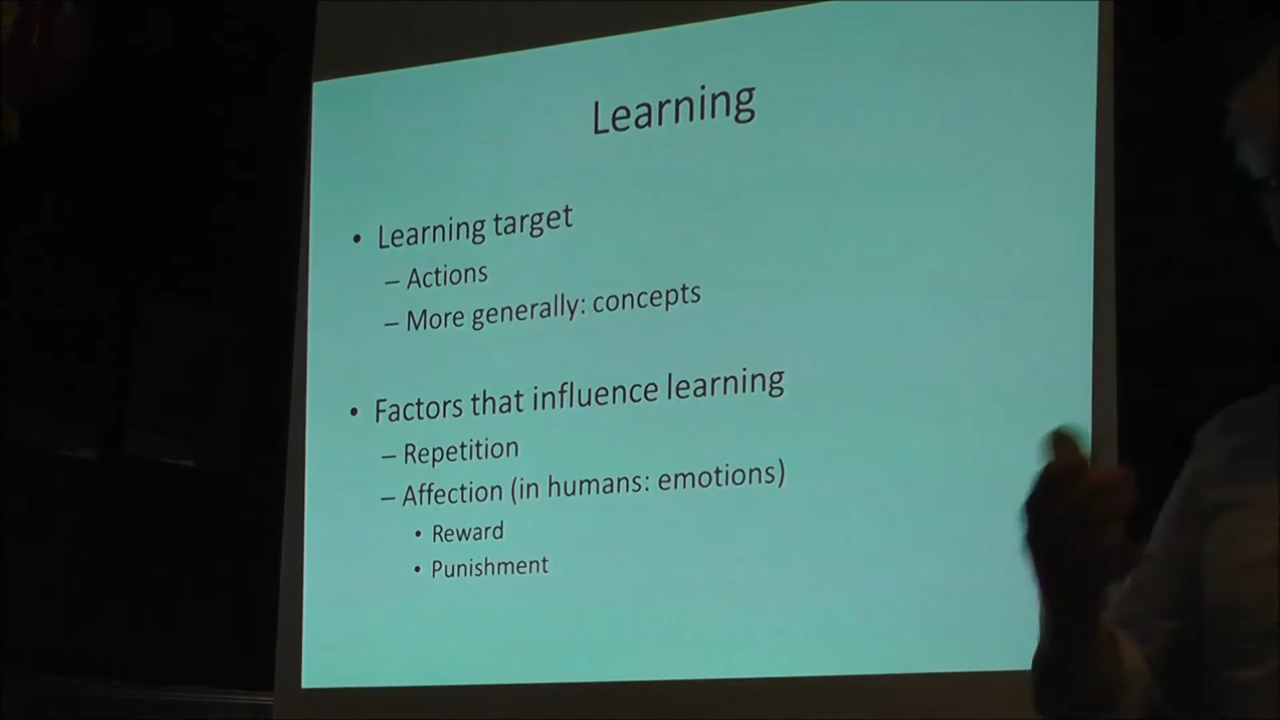 Learning
• Learning target
– Actions
– More generally: concepts
• Factors that influence learning
– Repetition
– Affection (in humans: emotions)
• Reward
• Punishment